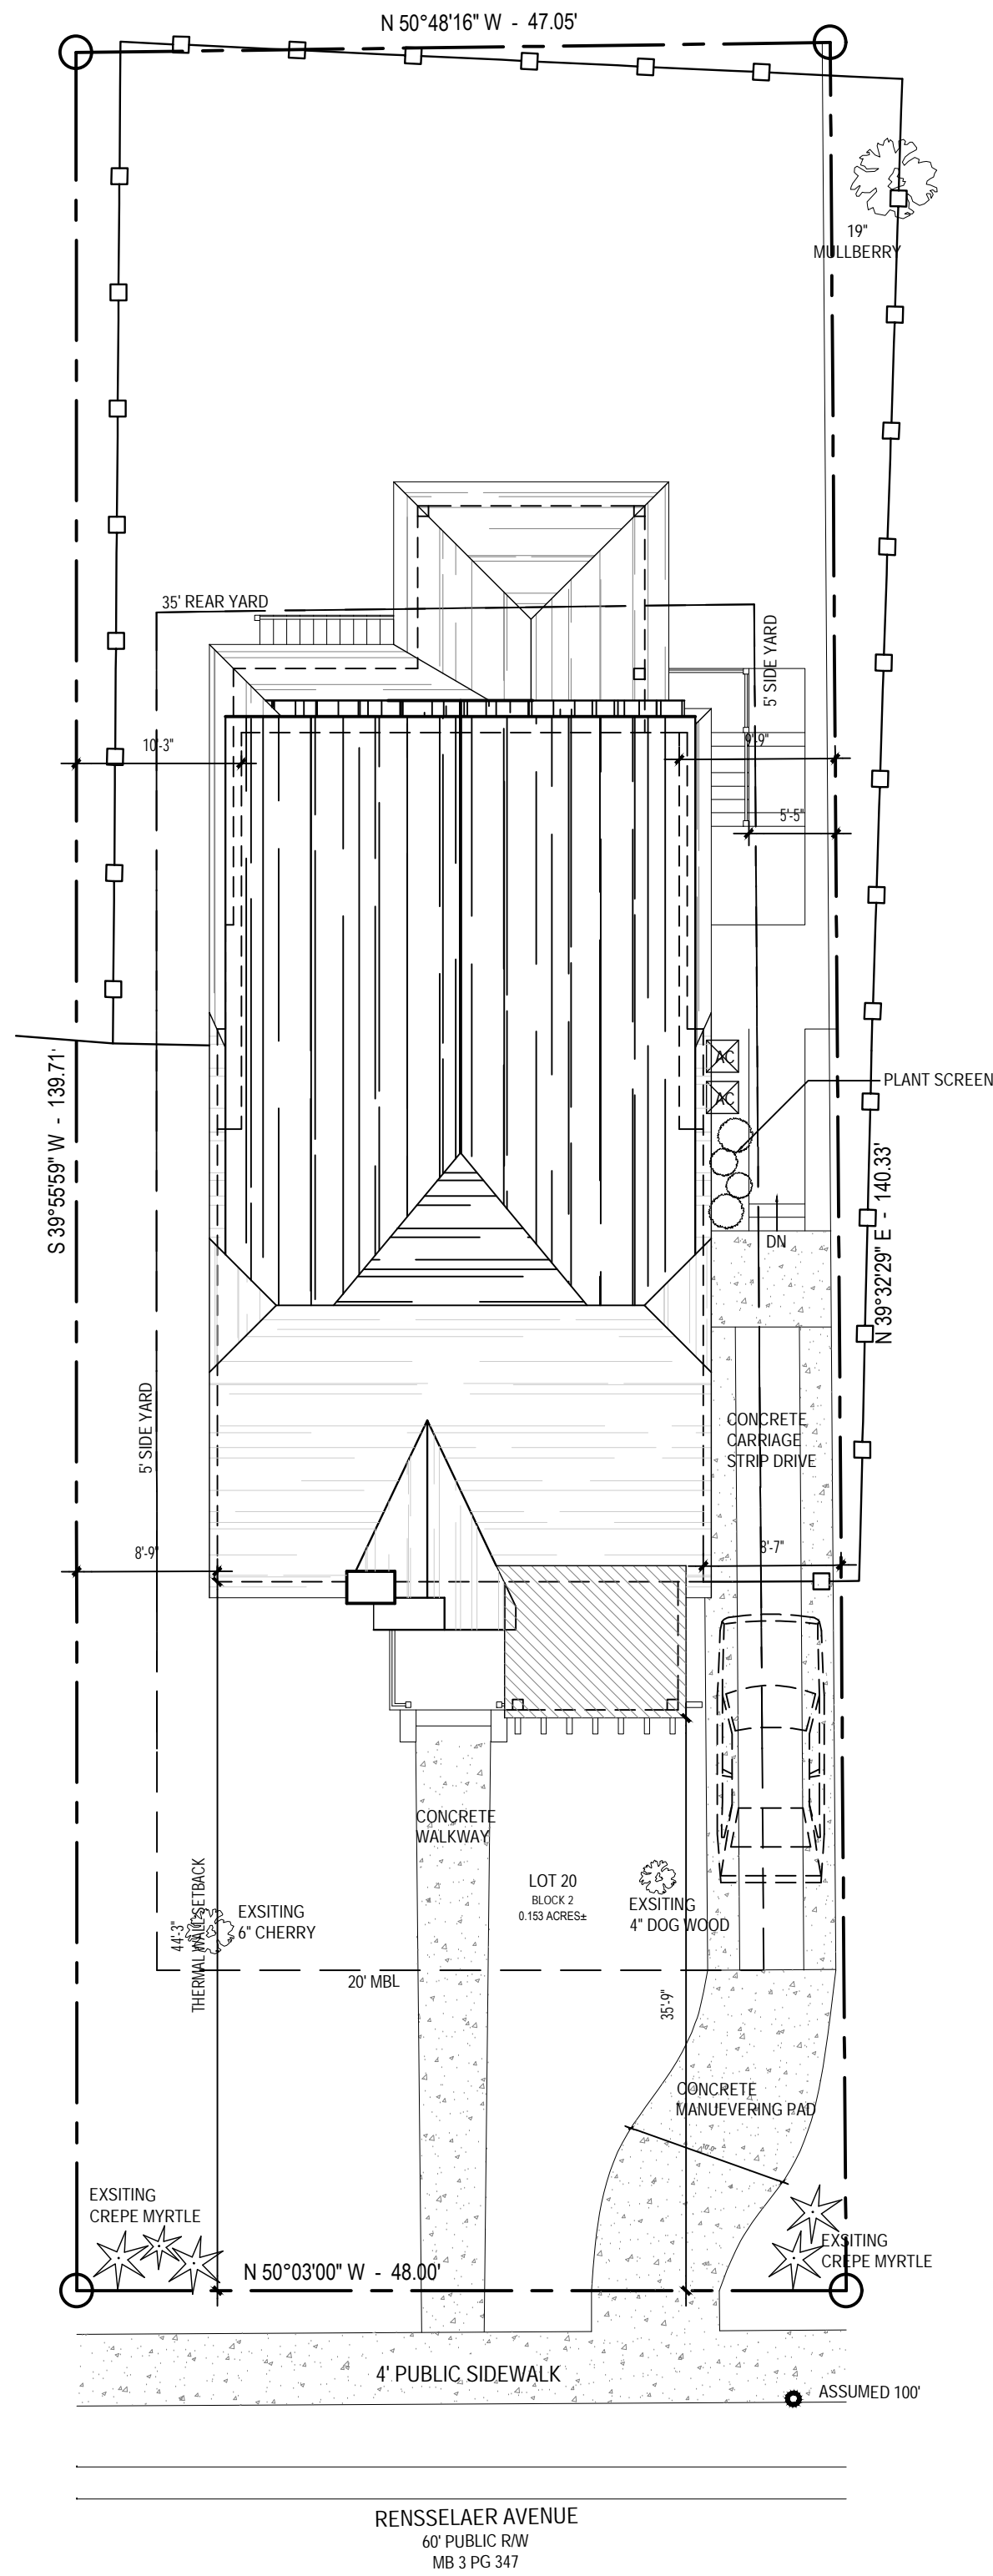 N 50°48'16" W - 47.05'
19"
MULLBERRY
35' REAR YARD
5' SIDE YARD
10'-3"
9'-9"
5'-5"
AC
AC
PLANT SCREEN
S 39°55'59" W - 139.71'
N 39°32'29" E - 140.33'
DN
5' SIDE YARD
CONCRETE
CARRIAGE
STRIP DRIVE
8'-9"
8'-7"
CONCRETE
WALKWAY
LOT 20
BLOCK 2
0.153 ACRES±
EXSITING
4" DOG WOOD
EXSITING
6" CHERRY
44'-3"
THERMAL WALL SETBACK
20' MBL
35'-9"
CONCRETE
MANUEVERING PAD
10'-0"
EXSITING
CREPE MYRTLE
EXSITING
CREPE MYRTLE
N 50°03'00" W - 48.00'
4' PUBLIC SIDEWALK
ASSUMED 100'
RENSSELAER AVENUE
60' PUBLIC R/W
MB 3 PG 347